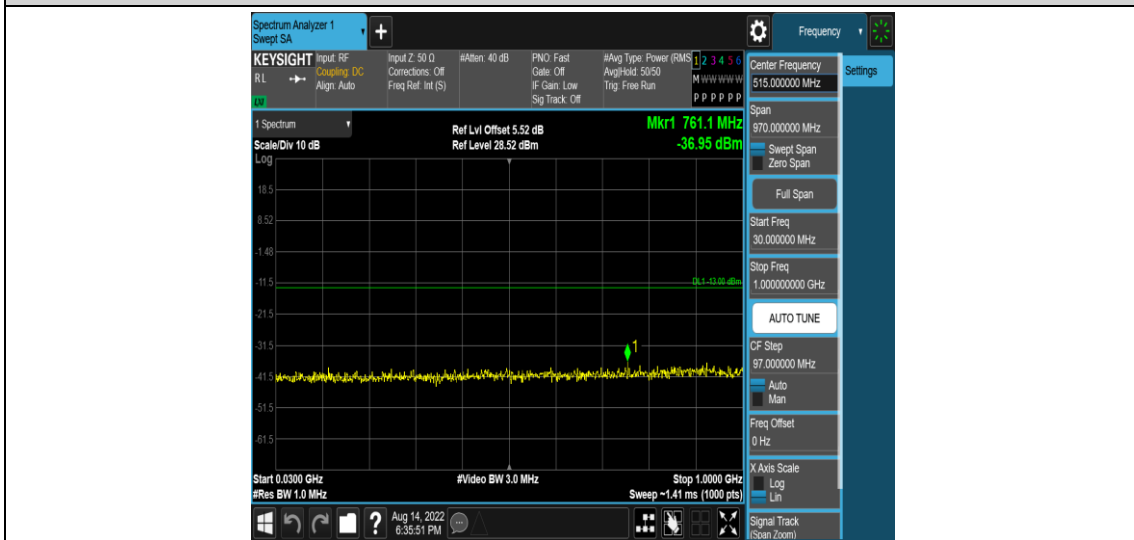 Spectrum Analyzer 1
Swept SA
+
Frequency
KEYSIGHT
RL
LXI
Input: RF
Coupling: DC
Align: Auto
Input Z: 50 Ω
Corrections: Off
Freq Ref: Int (S)
#Atten: 40 dB
PNO: Fast
Gate: Off
IF Gain: Low
Sig Track: Off
#Avg Type: Power (RMS
Avg|Hold: 50/50
Trig: Free Run
1 2 3 4 5 6
M W W W W W
P P P P P P
Center Frequency
515.000000 MHz
Settings
Span
970.000000 MHz
Swept Span
Zero Span
Full Span
Start Freq
30.000000 MHz
Stop Freq
1.000000000 GHz
AUTO TUNE
CF Step
97.000000 MHz
Auto
Man
Freq Offset
0 Hz
X Axis Scale
Log
Lin
Signal Track
(Span Zoom)
1 Spectrum
Scale/Div 10 dB
Log
Ref Lvl Offset 5.52 dB
Ref Level 28.52 dBm
Mkr1 761.1 MHz
-36.95 dBm
18.5
8.52
-1.48
-11.5
DL1 -13.00 dBm
-21.5
-31.5
1
-41.5
-51.5
-61.5
Start 0.0300 GHz
#Video BW 3.0 MHz
Stop 1.0000 GHz
#Res BW 1.0 MHz
Sweep ~1.41 ms (1000 pts)
?
Aug 14, 2022
6:35:51 PM